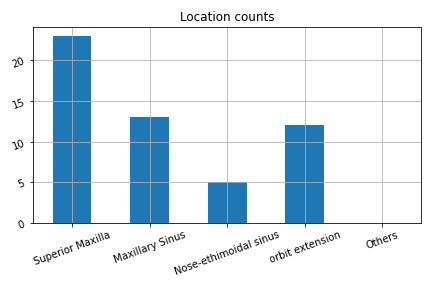 Location counts
20
15
10
5
0
Superior Maxilla
Maxillary Sinus
Nose-ethimoidal sinus
orbit extension
Others